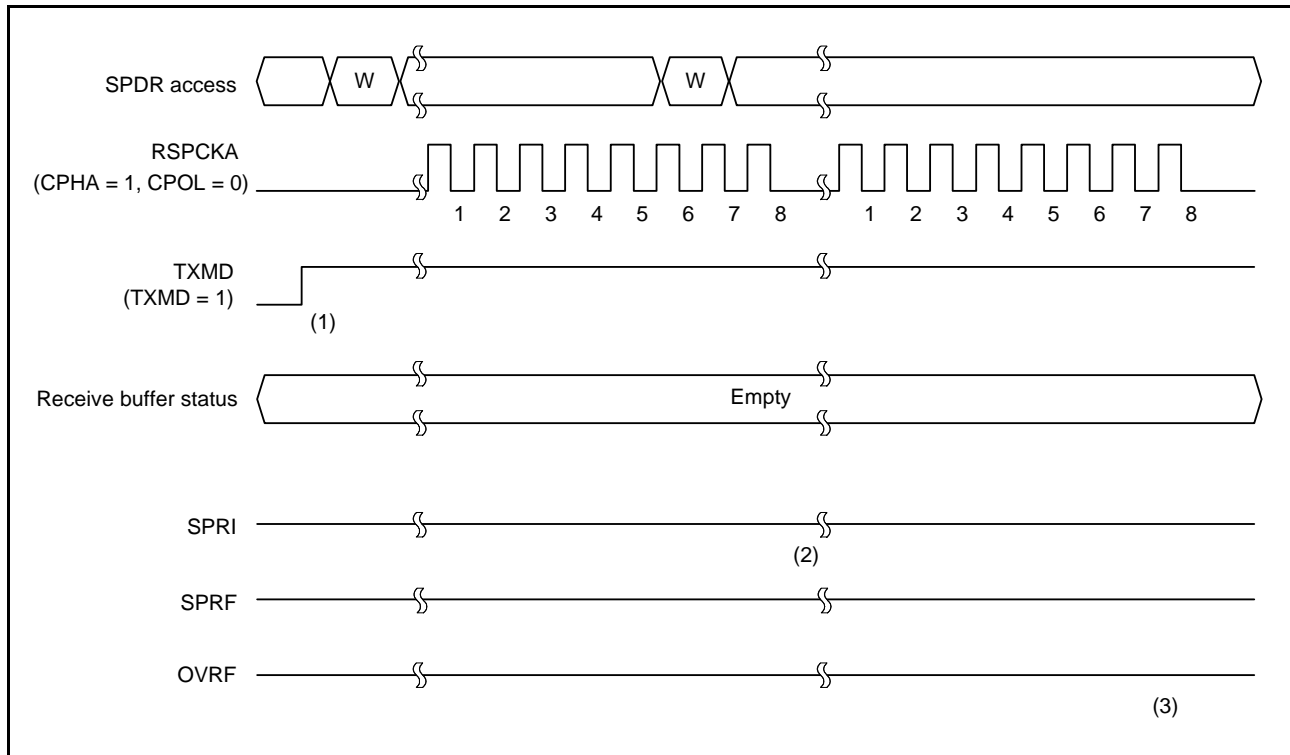 SPDR access
W
W
RSPCKA
(CPHA = 1, CPOL = 0)
1 2 3 4 5 6 7 8 1 2 3 4 5 6 7 8
TXMD
(TXMD = 1)
(1)
Receive buffer status
Empty
SPRI
(2)
SPRF
OVRF
(3)